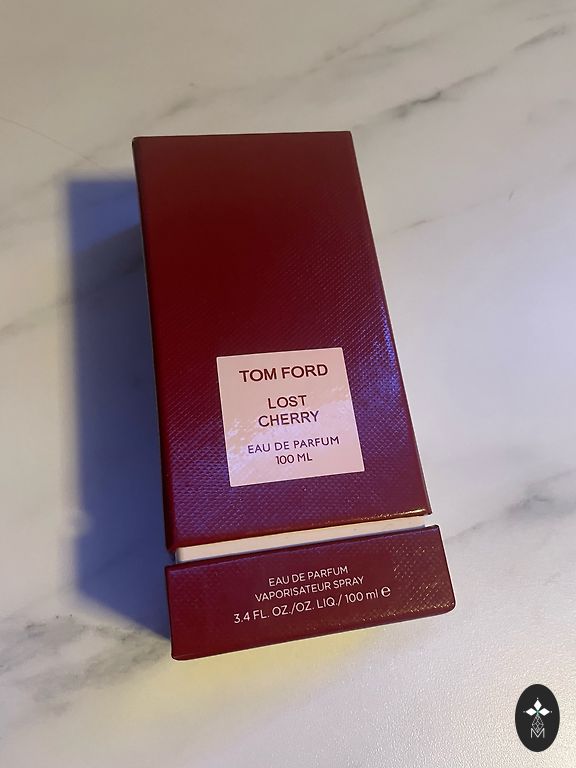 TOM FORD
LOST
CHERRY
EAU DE PARFUM
100 ML
EAU DE PARFUM
VAPORISATEUR SPRAY
3.4 FL. OZ./OZ. LIQ./ 100 ml ℮
M